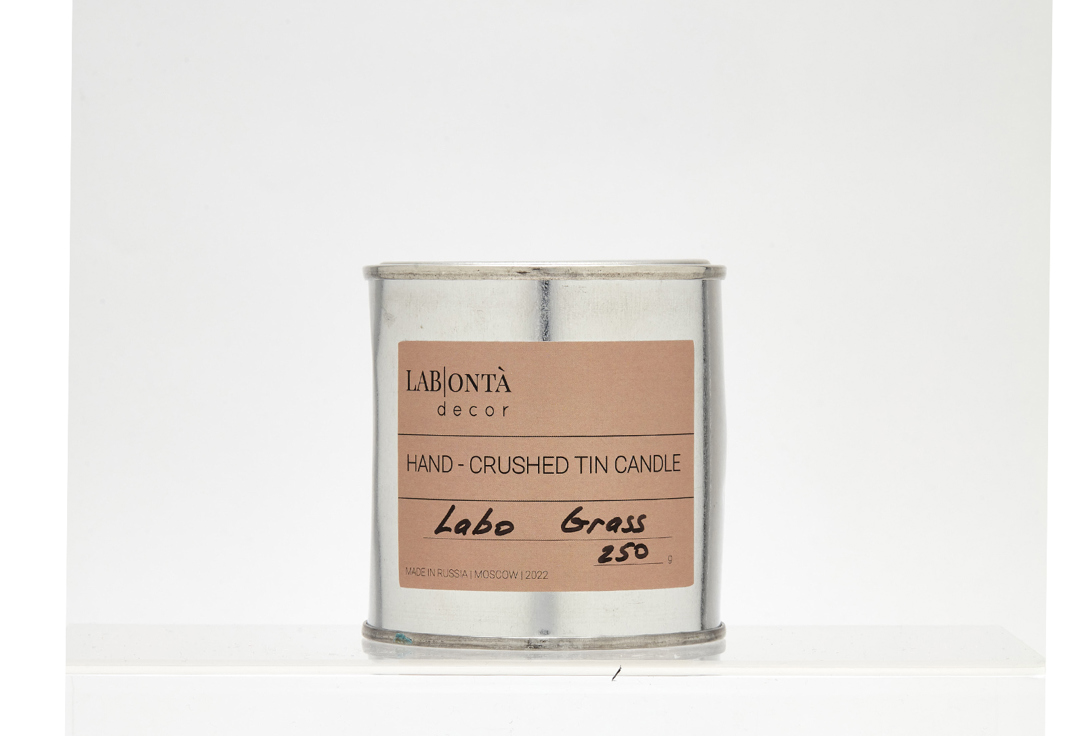 LAB|ONTÀ
decor
HAND - CRUSHED TIN CANDLE
Labo Grass
250 g
MADE IN RUSSIA | MOSCOW | 2022